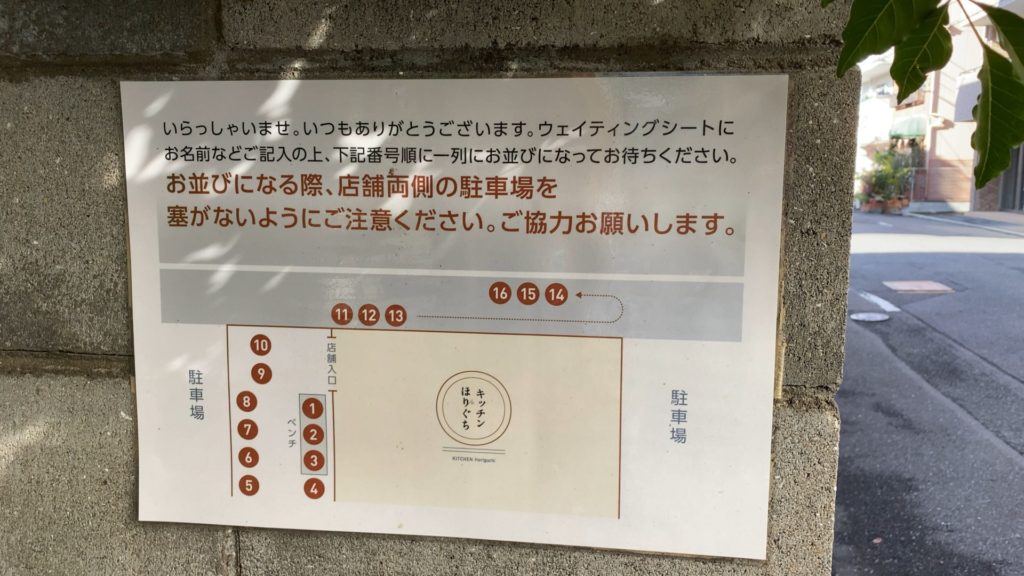 いらっしゃいませ。いつもありがとうございます。ウェイティングシートに
お名前などご記入の上、下記番号順に一列にお並びになってお待ちください。
お並びになる際、店舗両側の駐車場を
塞がないようにご注意ください。ご協力お願いします。
16 15 14
11 12 13
店舗入口
10
9
8
7
6
5
駐車場
ベンチ
1
2
3
4
キッチン
ほりぐち
KITCHEN Horiguchi
駐車場